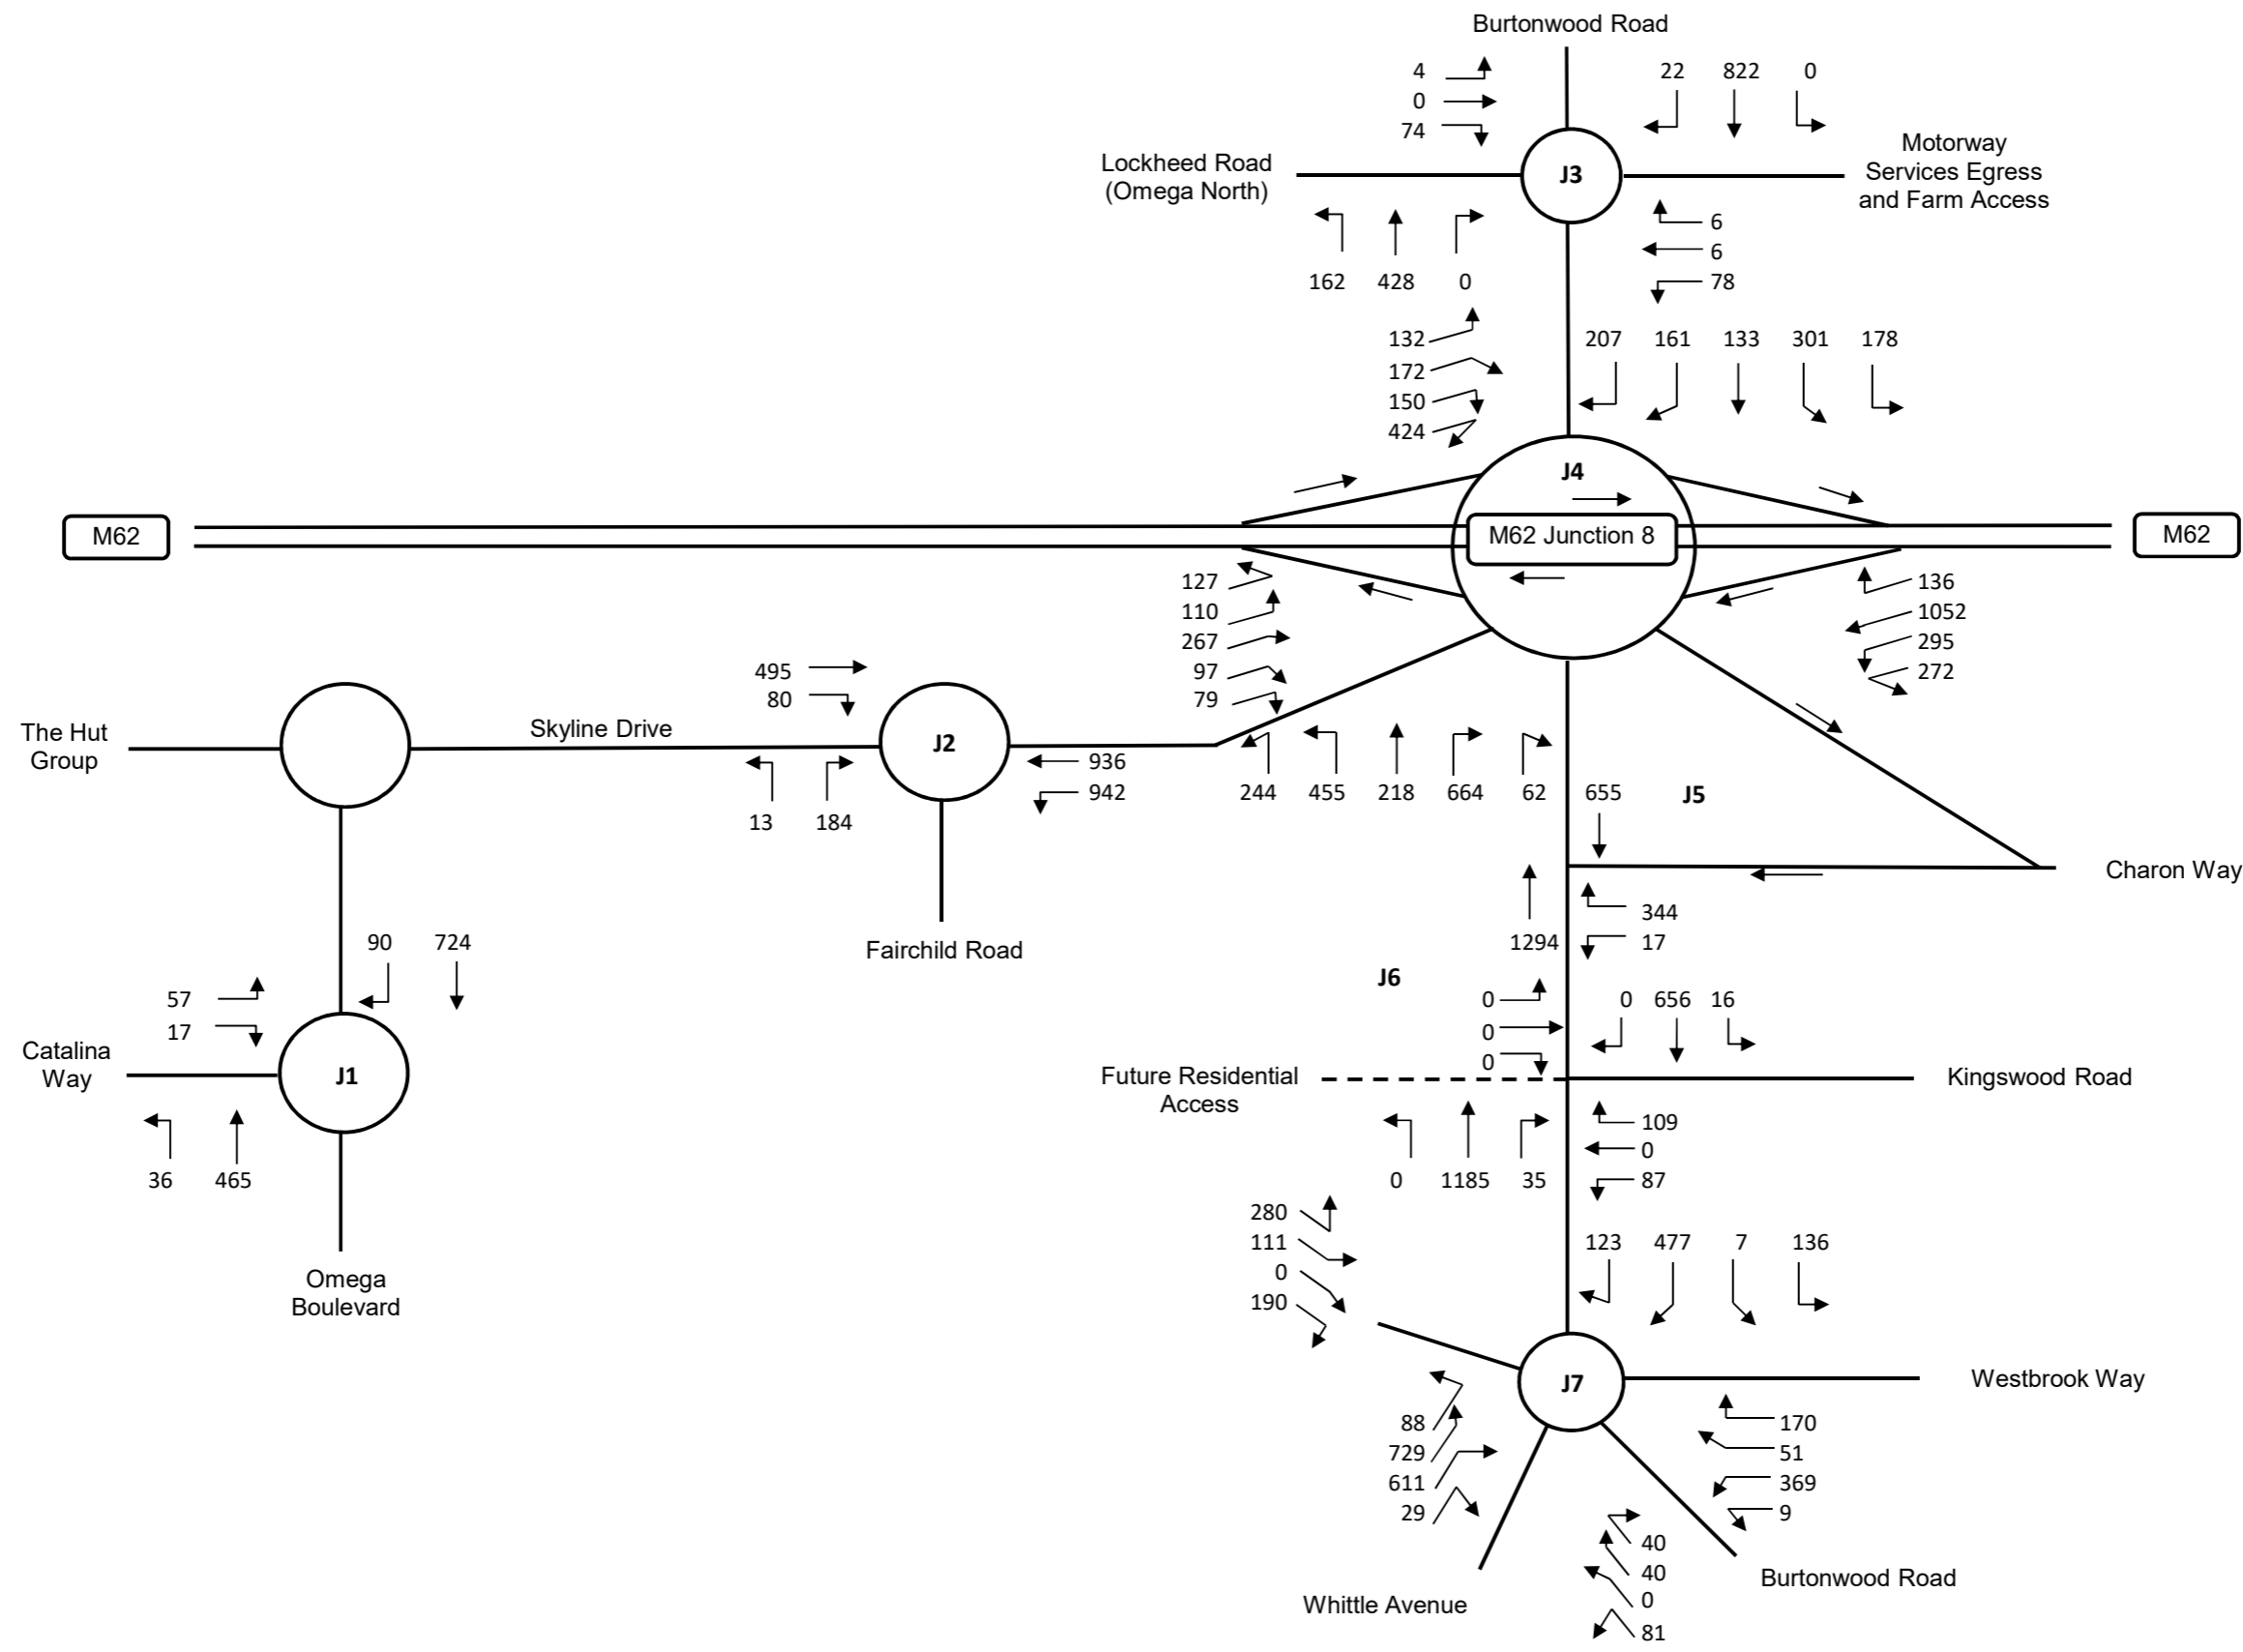 Burtonwood Road
4
22 822 0
0
74
Motorway
Services Egress
and Farm Access
Lockheed Road
(Omega North)
J3
6
6
78
162 428 0
132
172
150
424
207 161 133 301 178
J4
M62
M62 Junction 8
M62
127
110
267
97
79
136
1052
295
272
495
80
The Hut
Group
Skyline Drive
J2
936
942
13 184
244 455 218 664 62
655
J5
Charon Way
344
17
1294
Fairchild Road
90 724
J6
57
17
0
0
0
0 656 16
Catalina
Way
J1
Future Residential
Access
Kingswood Road
109
0
87
36 465
0 1185 35
280
111
0
190
123 477 7 136
Omega
Boulevard
J7
Westbrook Way
88
729
611
29
170
51
369
9
40
40
0
81
Burtonwood Road
Whittle Avenue